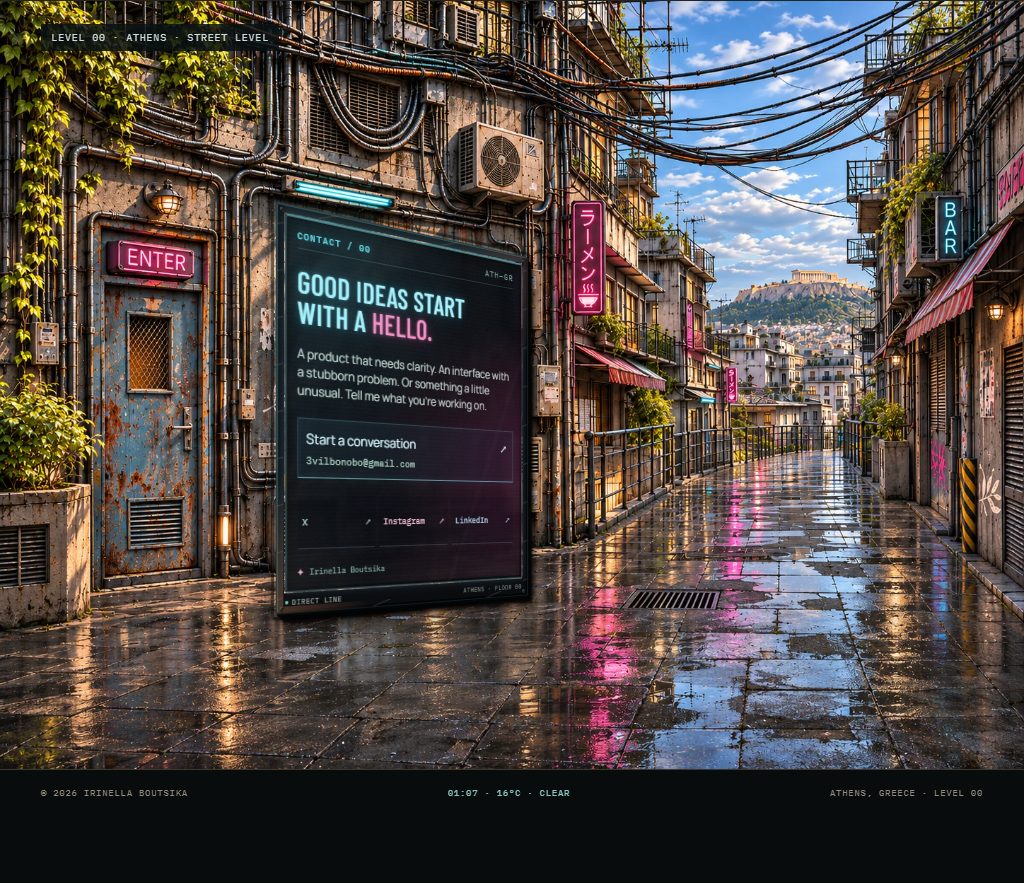 LEVEL 00 · ATHENS · STREET LEVEL
ENTER
CONTACT / 00
ATH—GR
GOOD IDEAS START
WITH A HELLO.
A product that needs clarity. An interface with
a stubborn problem. Or something a little
unusual. Tell me what you're working on.
Start a conversation
3vilbonobo@gmail.com
X
Instagram
LinkedIn
Irinella Boutsika
DIRECT LINE
ATHENS · FLOOR 00
ラーメン
BAR
© 2026 IRINELLA BOUTSIKA
01:07 · 16°C · CLEAR
ATHENS, GREECE · LEVEL 00